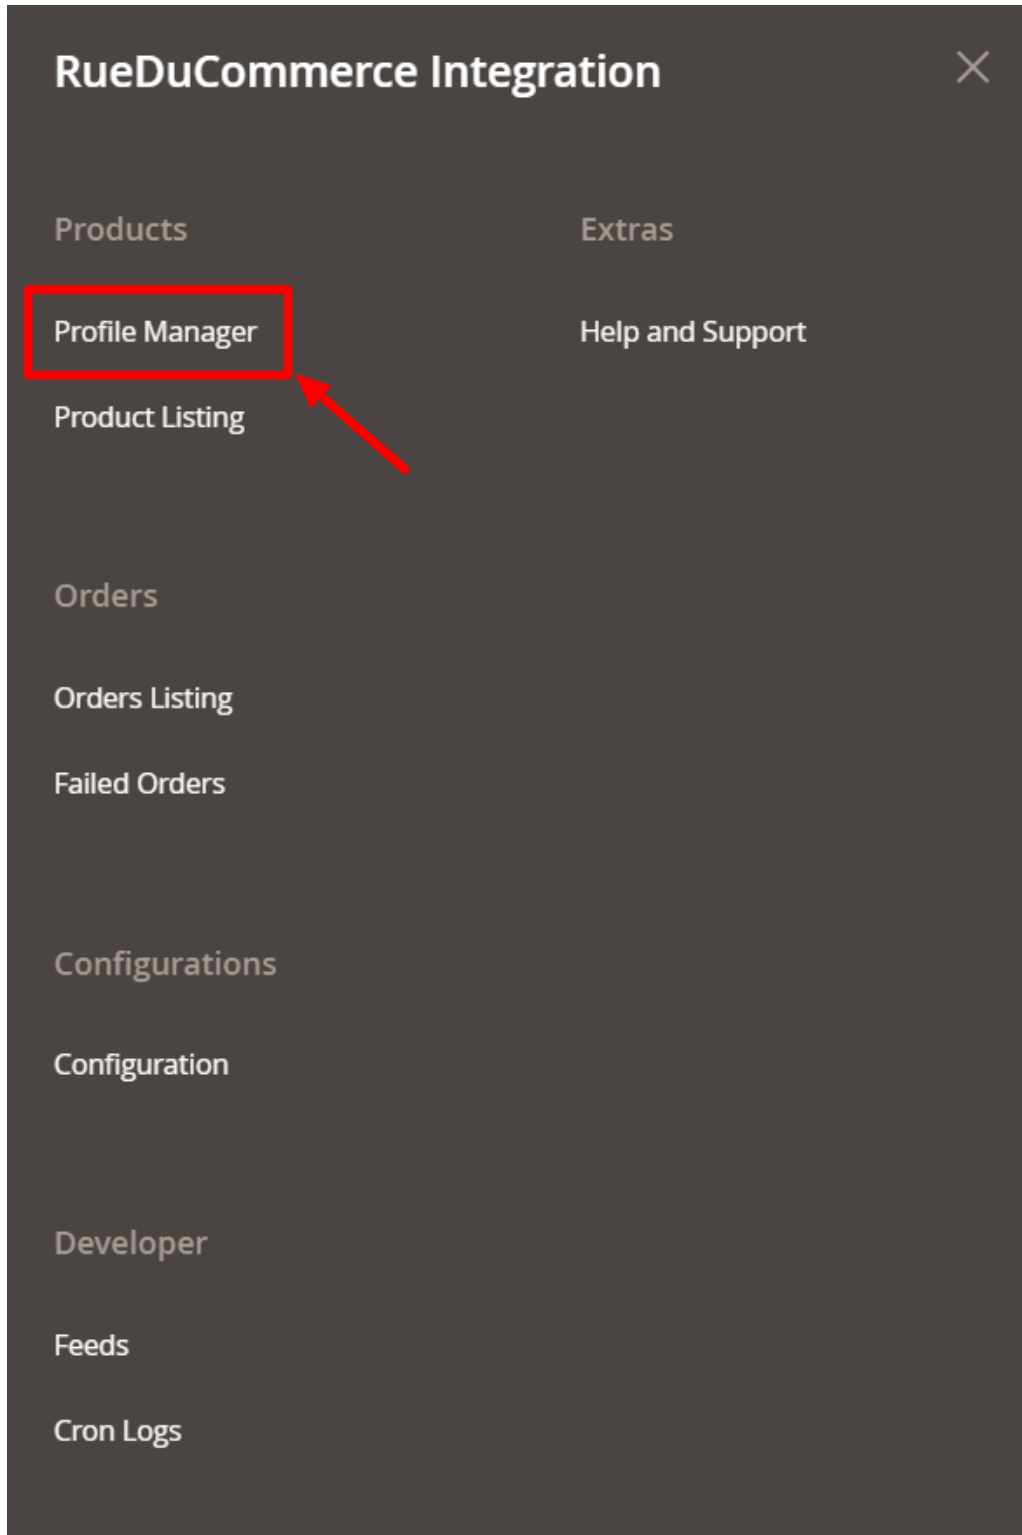 RueDuCommerce Integration
Products
Profile Manager
Product Listing
Orders
Orders Listing
Failed Orders
Configurations
Configuration
Developer
Feeds
Cron Logs
Extras
Help and Support